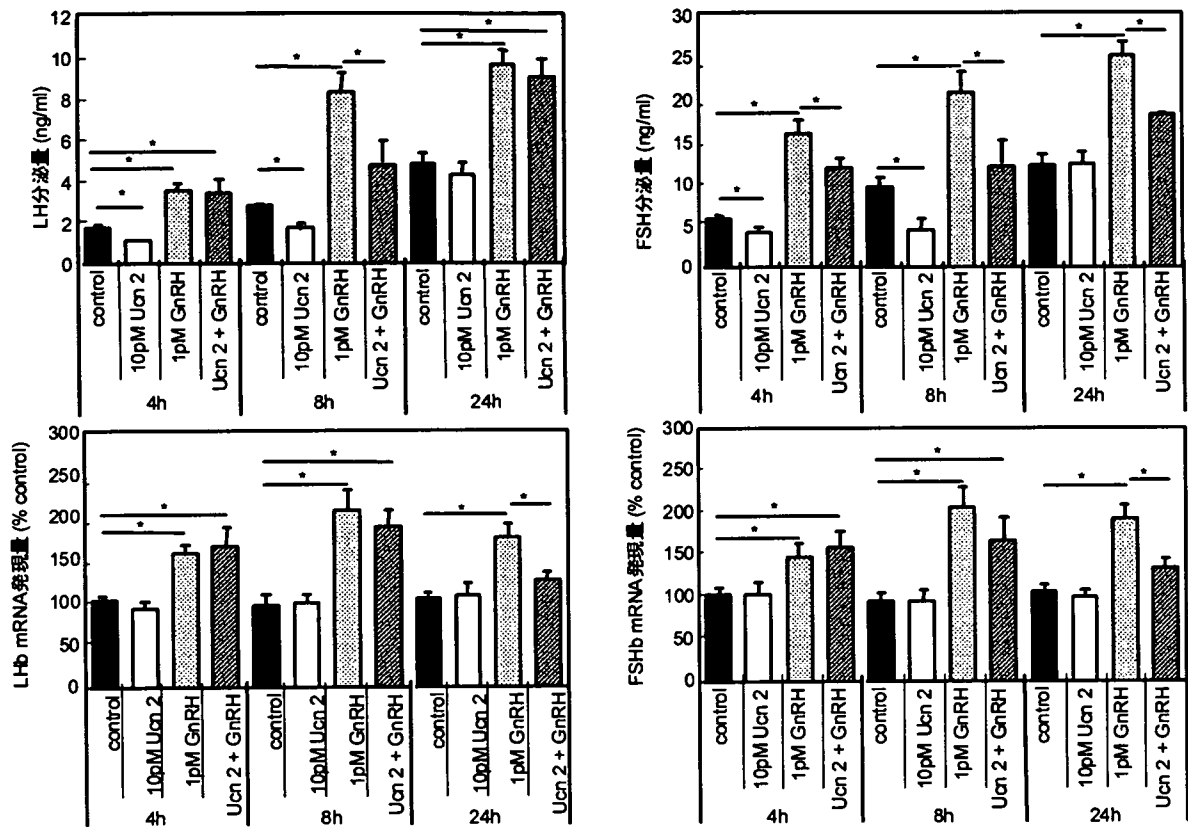 LH分泌量 (ng/ml)
12
10
8
6
4
2
0
* * * * * * * *
control
10pM Ucn 2
1pM GnRH
Ucn 2 + GnRH
control
10pM Ucn 2
1pM GnRH
Ucn 2 + GnRH
control
10pM Ucn 2
1pM GnRH
Ucn 2 + GnRH
4h
8h
24h
FSH分泌量 (ng/ml)
30
25
20
15
10
5
0
* * * * * * * *
control
10pM Ucn 2
1pM GnRH
Ucn 2 + GnRH
control
10pM Ucn 2
1pM GnRH
Ucn 2 + GnRH
control
10pM Ucn 2
1pM GnRH
Ucn 2 + GnRH
4h
8h
24h
LHb mRNA発現量 (% control)
300
250
200
150
100
50
0
* * * * * *
control
10pM Ucn 2
1pM GnRH
Ucn 2 + GnRH
control
10pM Ucn 2
1pM GnRH
Ucn 2 + GnRH
control
10pM Ucn 2
1pM GnRH
Ucn 2 + GnRH
4h
8h
24h
FSHb mRNA発現量 (% control)
300
250
200
150
100
50
0
* * * * * *
control
10pM Ucn 2
1pM GnRH
Ucn 2 + GnRH
control
10pM Ucn 2
1pM GnRH
Ucn 2 + GnRH
control
10pM Ucn 2
1pM GnRH
Ucn 2 + GnRH
4h
8h
24h